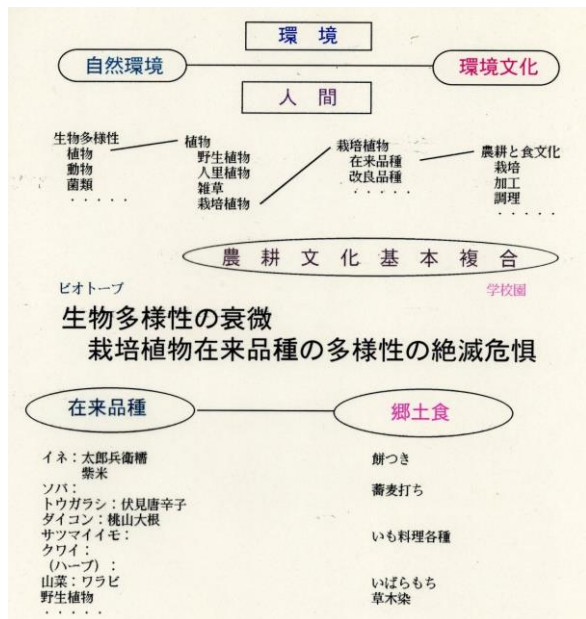 環 境
自然環境
環境文化
人 間
生物多様性
植物
動物
菌類
・・・・・
植物
野生植物
人里植物
雑草
栽培植物
栽培植物
在来品種
改良品種
・・・・・
農耕と食文化
栽培
加工
調理
・・・・・
農 耕 文 化 基 本 複 合
ビオトープ
学校園
生物多様性の衰微
栽培植物在来品種の多様性の絶滅危惧
在来品種
郷土食
イネ：太郎兵衛糯
餅つき
紫米
ソバ：
蕎麦打ち
トウガラシ：伏見唐辛子
ダイコン：桃山大根
サツマイイモ：
いも料理各種
クワイ：
（ハーブ）：
山菜：ワラビ
いばらもち
野生植物
草木染
・・・・・